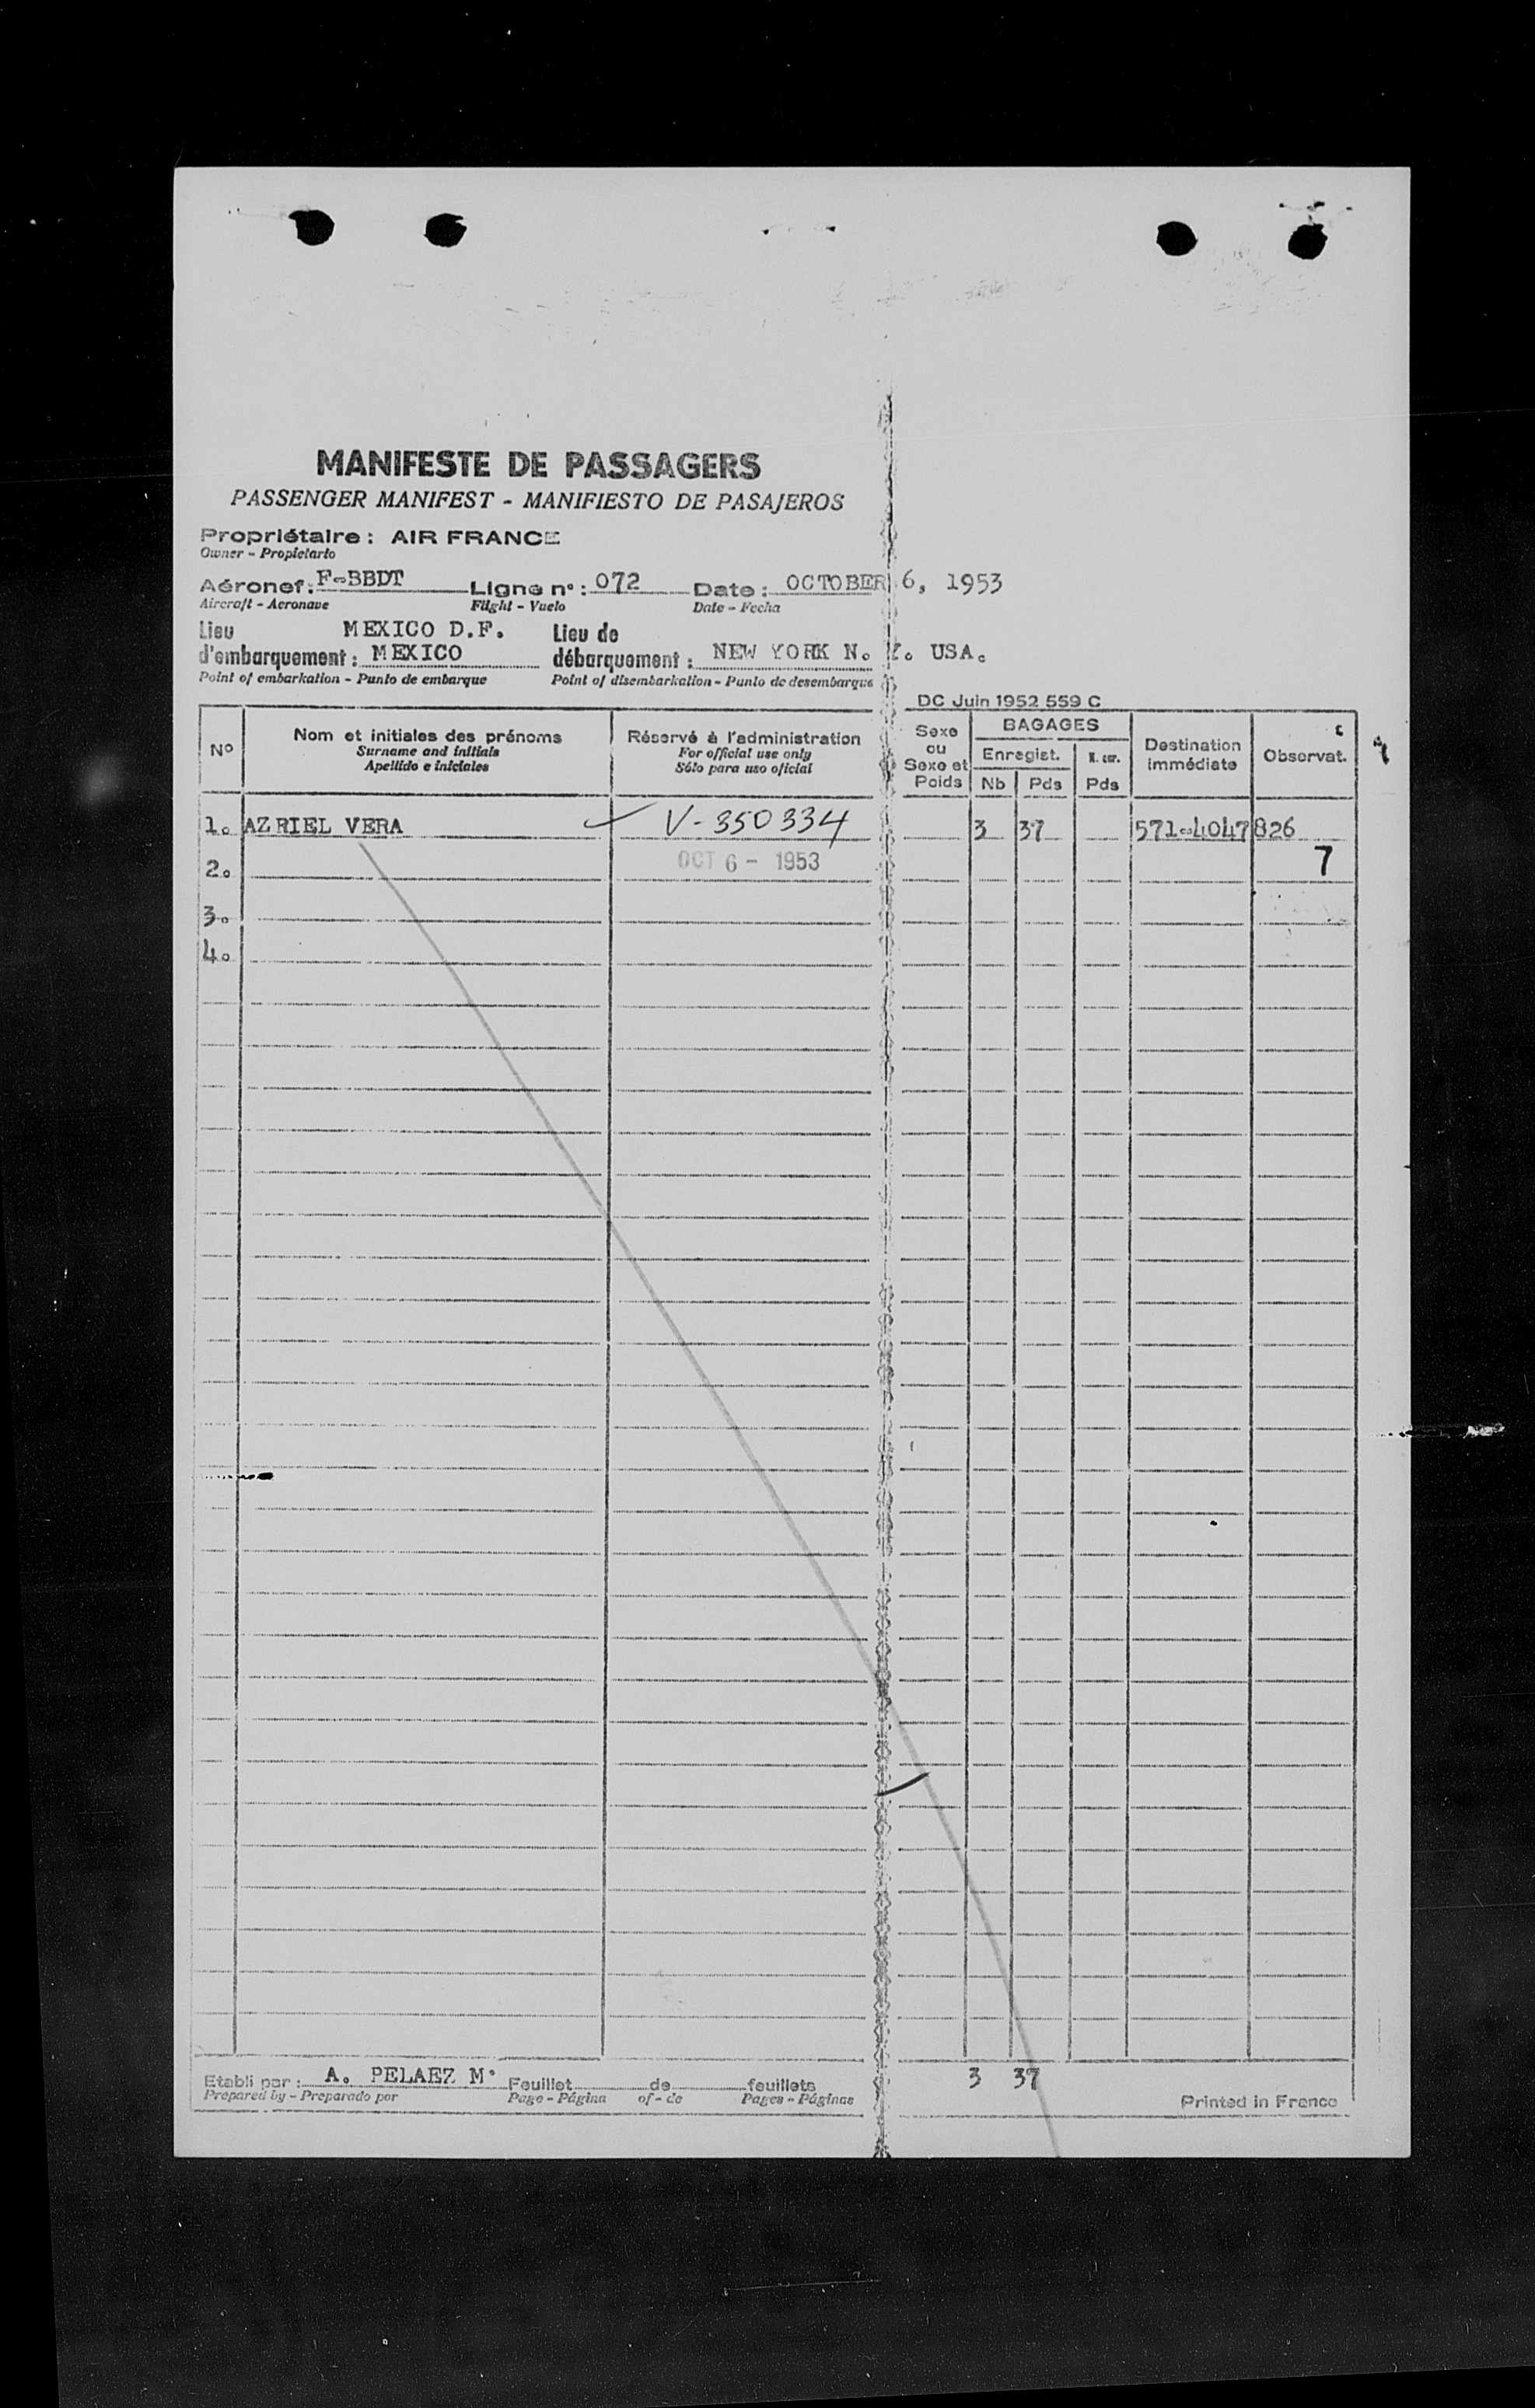 MANIFESTE DE PASSAGERS
PASSENGER MANIFEST - MANIFIESTO DE PASAJEROS
Propriétaire : AIR FRANCE
Owner - Propietario
Aéronef : F-BBDT Ligne n° : 072 Date : OCTOBER 6, 1953
Aircraft - Aeronave Flight - Vuelo Date - Fecha
Lieu MEXICO D.F. Lieu de
d'embarquement : MEXICO débarquement : NEW YORK N. Y. USA.
Point of embarkation - Punto de embarque Point of disembarkation - Punto de desembarque
DC Juin 1952 559 C
N° Nom et initiales des prénoms Réservé à l'administration Sexe ou Sexe et Poids BAGAGES Destination immédiate Observat.
Surname and initials For official use only Enregist. N. enr.
Apellido e iniciales Sólo para uso oficial Nb Pds Pds
1. AZRIEL VERA V-350334 3 37 571-4047826
2. OCT 6 - 1953 7
3.
4.
Etabli par : A. PELAEZ M. Feuillet de feuillets 3 37
Prepared by - Preparado por Page - Página of - de Pages - Páginas Printed in France